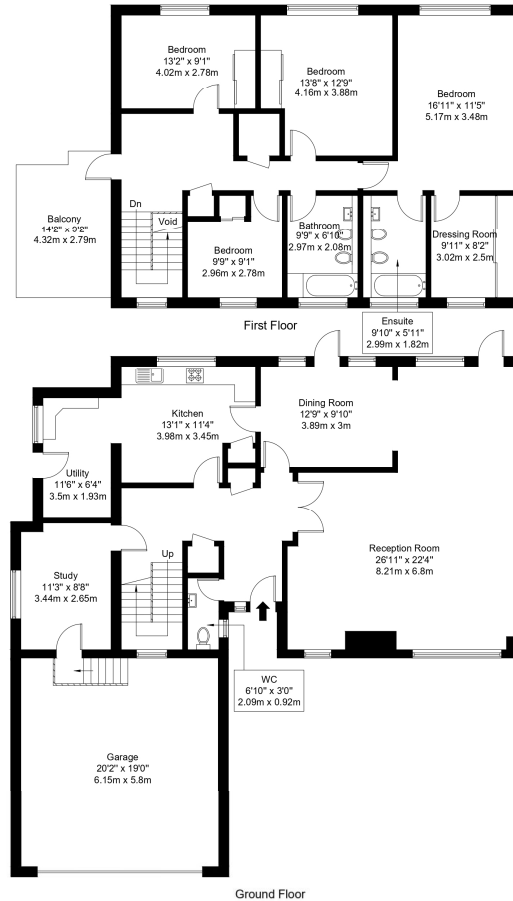 Bedroom
13'2" x 9'1"
4.02m x 2.78m
Bedroom
13'8" x 12'9"
4.16m x 3.88m
Bedroom
16'11" x 11'5"
5.17m x 3.48m
Dn
Void
Balcony
14'2" x 9'2"
4.32m x 2.79m
Bedroom
9'9" x 9'1"
2.96m x 2.78m
Bathroom
9'9" x 6'10"
2.97m x 2.08m
Dressing Room
9'11" x 8'2"
3.02m x 2.5m
Ensuite
9'10" x 5'11"
2.99m x 1.82m
First Floor
Kitchen
13'1" x 11'4"
3.98m x 3.45m
Dining Room
12'9" x 9'10"
3.89m x 3m
Utility
11'6" x 6'4"
3.5m x 1.93m
Study
11'3" x 8'8"
3.44m x 2.65m
Up
Reception Room
26'11" x 22'4"
8.21m x 6.8m
WC
6'10" x 3'0"
2.09m x 0.92m
Garage
20'2" x 19'0"
6.15m x 5.8m
Ground Floor